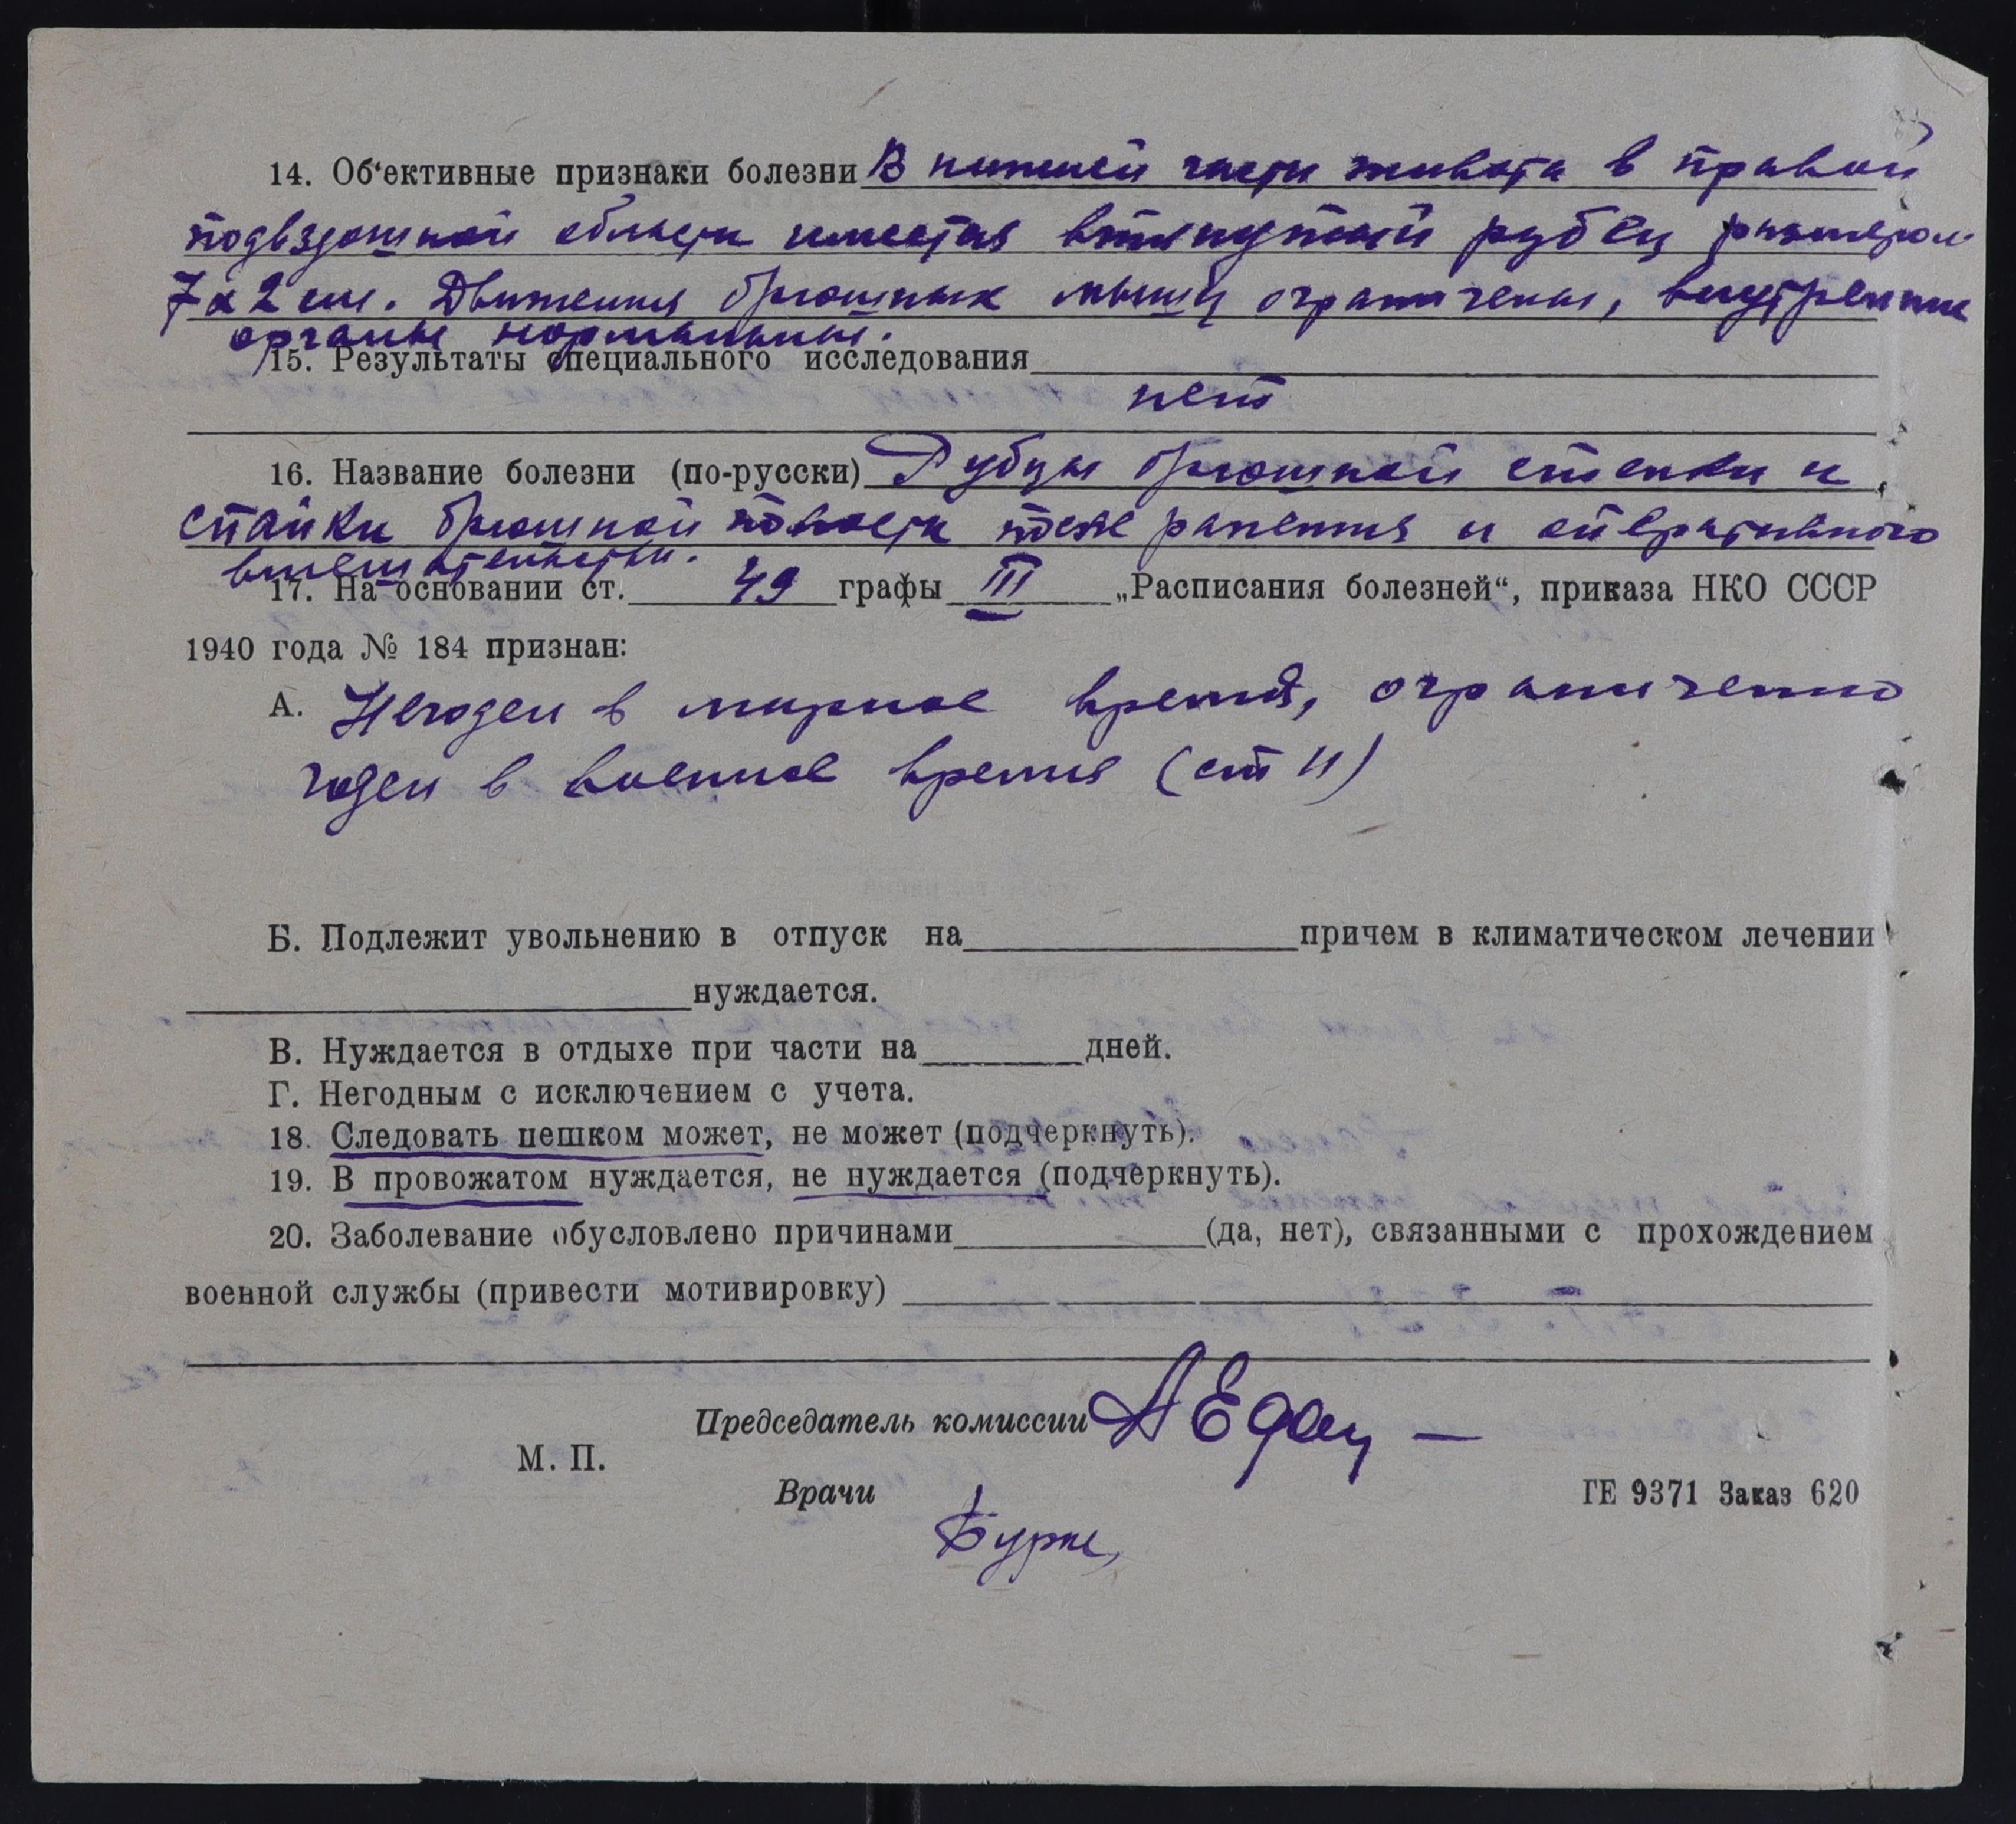 14. Об‘ективные признаки болезни В нижней части живота в правой
подвздошной области имеется втянутый рубец размером
7 х 2 см. Движения брюшных мышц ограничены, внутренние
органы нормальные.
15. Результаты специального исследования
нет
16. Название болезни (по-русски) Рубцы брюшной стенки и
спайки брюшной полости после ранения и оперативного
вмешательства.
17. На основании ст. 49 графы III „Расписания болезней“, приказа НКО СССР
1940 года № 184 признан:
А. Негоден в мирное время, ограниченно
годен в военное время (ст II)
Б. Подлежит увольнению в отпуск на причем в климатическом лечении
нуждается.
В. Нуждается в отдыхе при части на дней.
Г. Негодным с исключением с учета.
18. Следовать пешком может, не может (подчеркнуть).
19. В провожатом нуждается, не нуждается (подчеркнуть).
20. Заболевание обусловлено причинами (да, нет), связанными с прохождением
военной службы (привести мотивировку)
Председатель комиссии
М. П.
Врачи
ГЕ 9371 Заказ 620